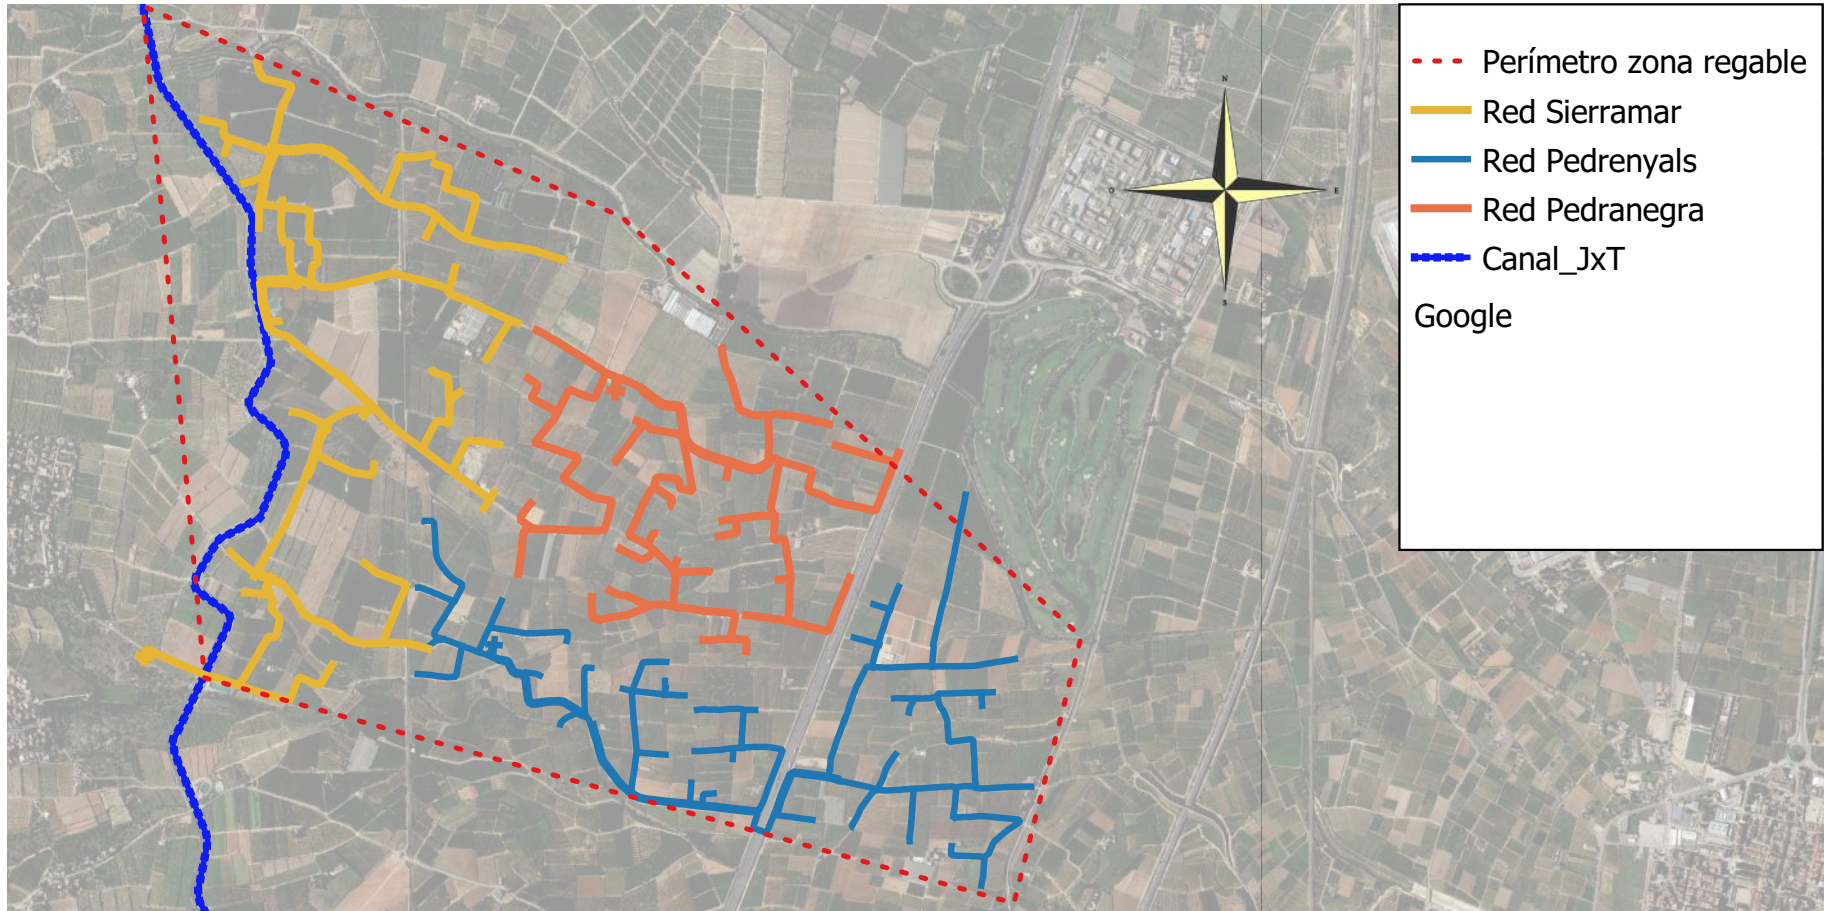 Perímetro zona regable
Red Sierramar
Red Pedrenyals
Red Pedranegra
Canal_JxT
Google
N
O
E
S